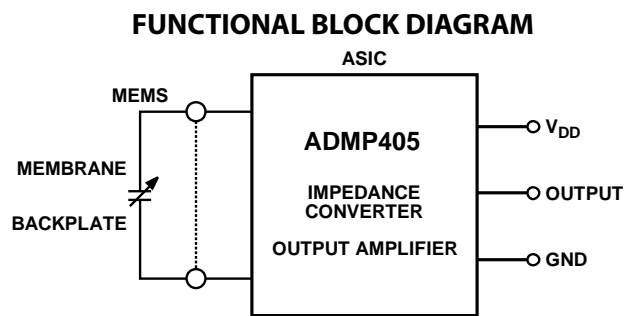 FUNCTIONAL BLOCK DIAGRAM
ASIC
MEMS
MEMBRANE
BACKPLATE
ADMP405
IMPEDANCE
CONVERTER
OUTPUT AMPLIFIER
VDD
OUTPUT
GND